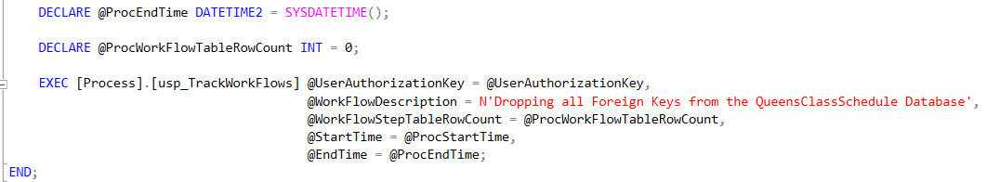 DECLARE @ProcEndTime DATETIME2 = SYSDATETIME();
DECLARE @ProcWorkFlowTableRowCount INT = 0;
EXEC [Process].[usp_TrackWorkFlows] @UserAuthorizationKey = @UserAuthorizationKey,
@WorkFlowDescription = N'Dropping all Foreign Keys from the QueensClassSchedule Database',
@WorkFlowStepTableRowCount = @ProcWorkFlowTableRowCount,
@StartTime = @ProcStartTime,
@EndTime = @ProcEndTime;
END;